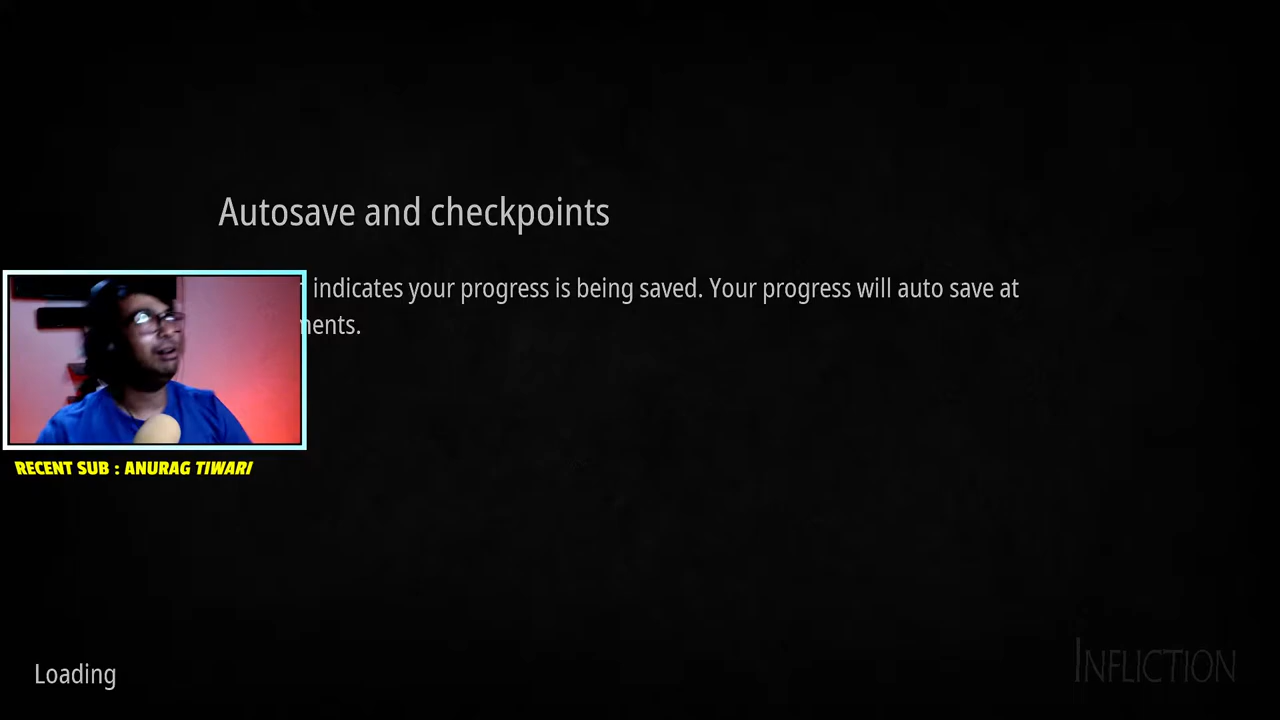 Autosave and checkpoints
indicates your progress is being saved. Your progress will auto save at
RECENT SUB : ANURAG TIWARI
Loading
INFLICTION